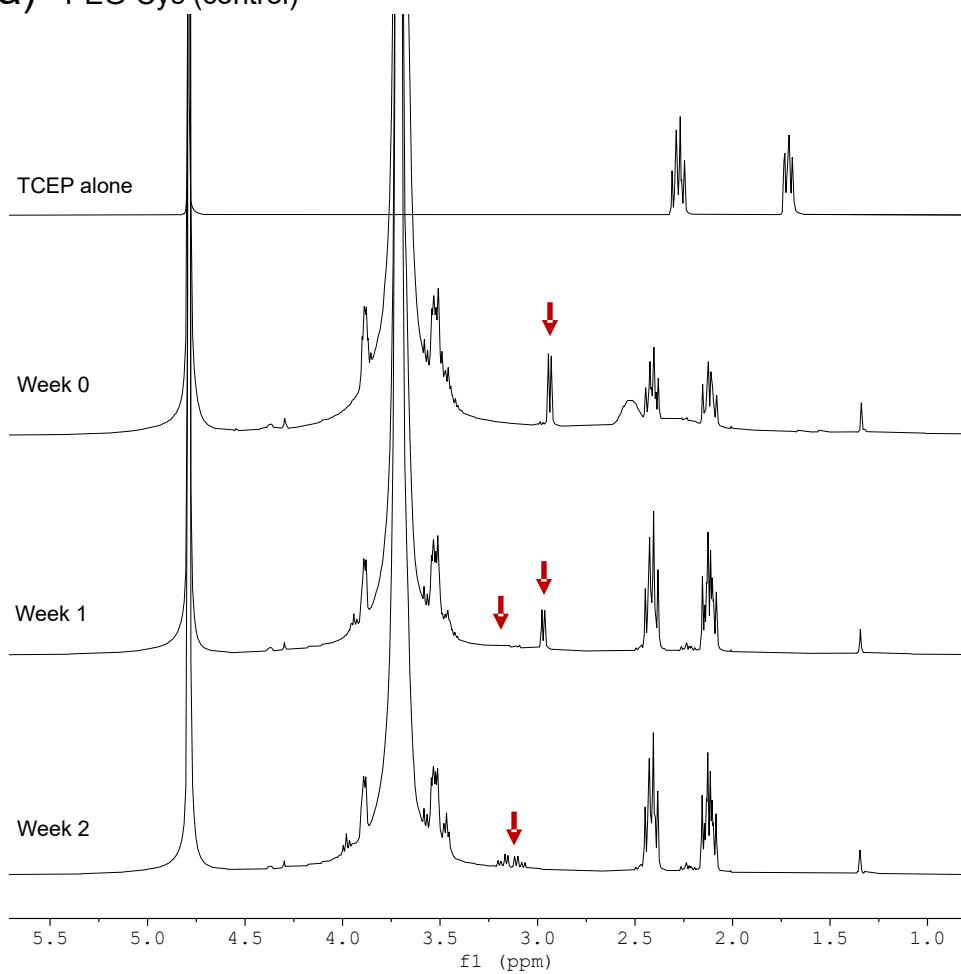 PEG-Cys (control)
TCEP alone
Week 0
Week 1
Week 2
5.5 5.0 4.5 4.0 3.5 3.0 2.5 2.0 1.5 1.0
f1 (ppm)